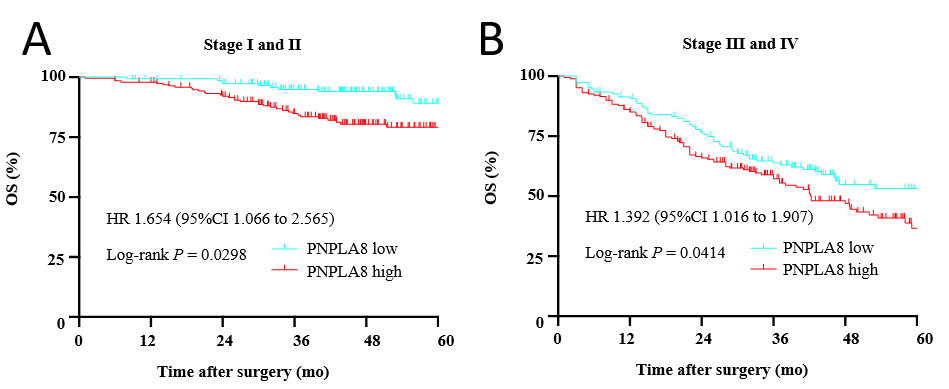 A
Stage I and II
OS (%)
100
75
50
25
0
HR 1.654 (95%CI 1.066 to 2.565)
Log-rank P = 0.0298
PNPLA8 low
PNPLA8 high
0 12 24 36 48 60
Time after surgery (mo)
B
Stage III and IV
OS (%)
100
75
50
25
0
HR 1.392 (95%CI 1.016 to 1.907)
Log-rank P = 0.0414
PNPLA8 low
PNPLA8 high
0 12 24 36 48 60
Time after surgery (mo)